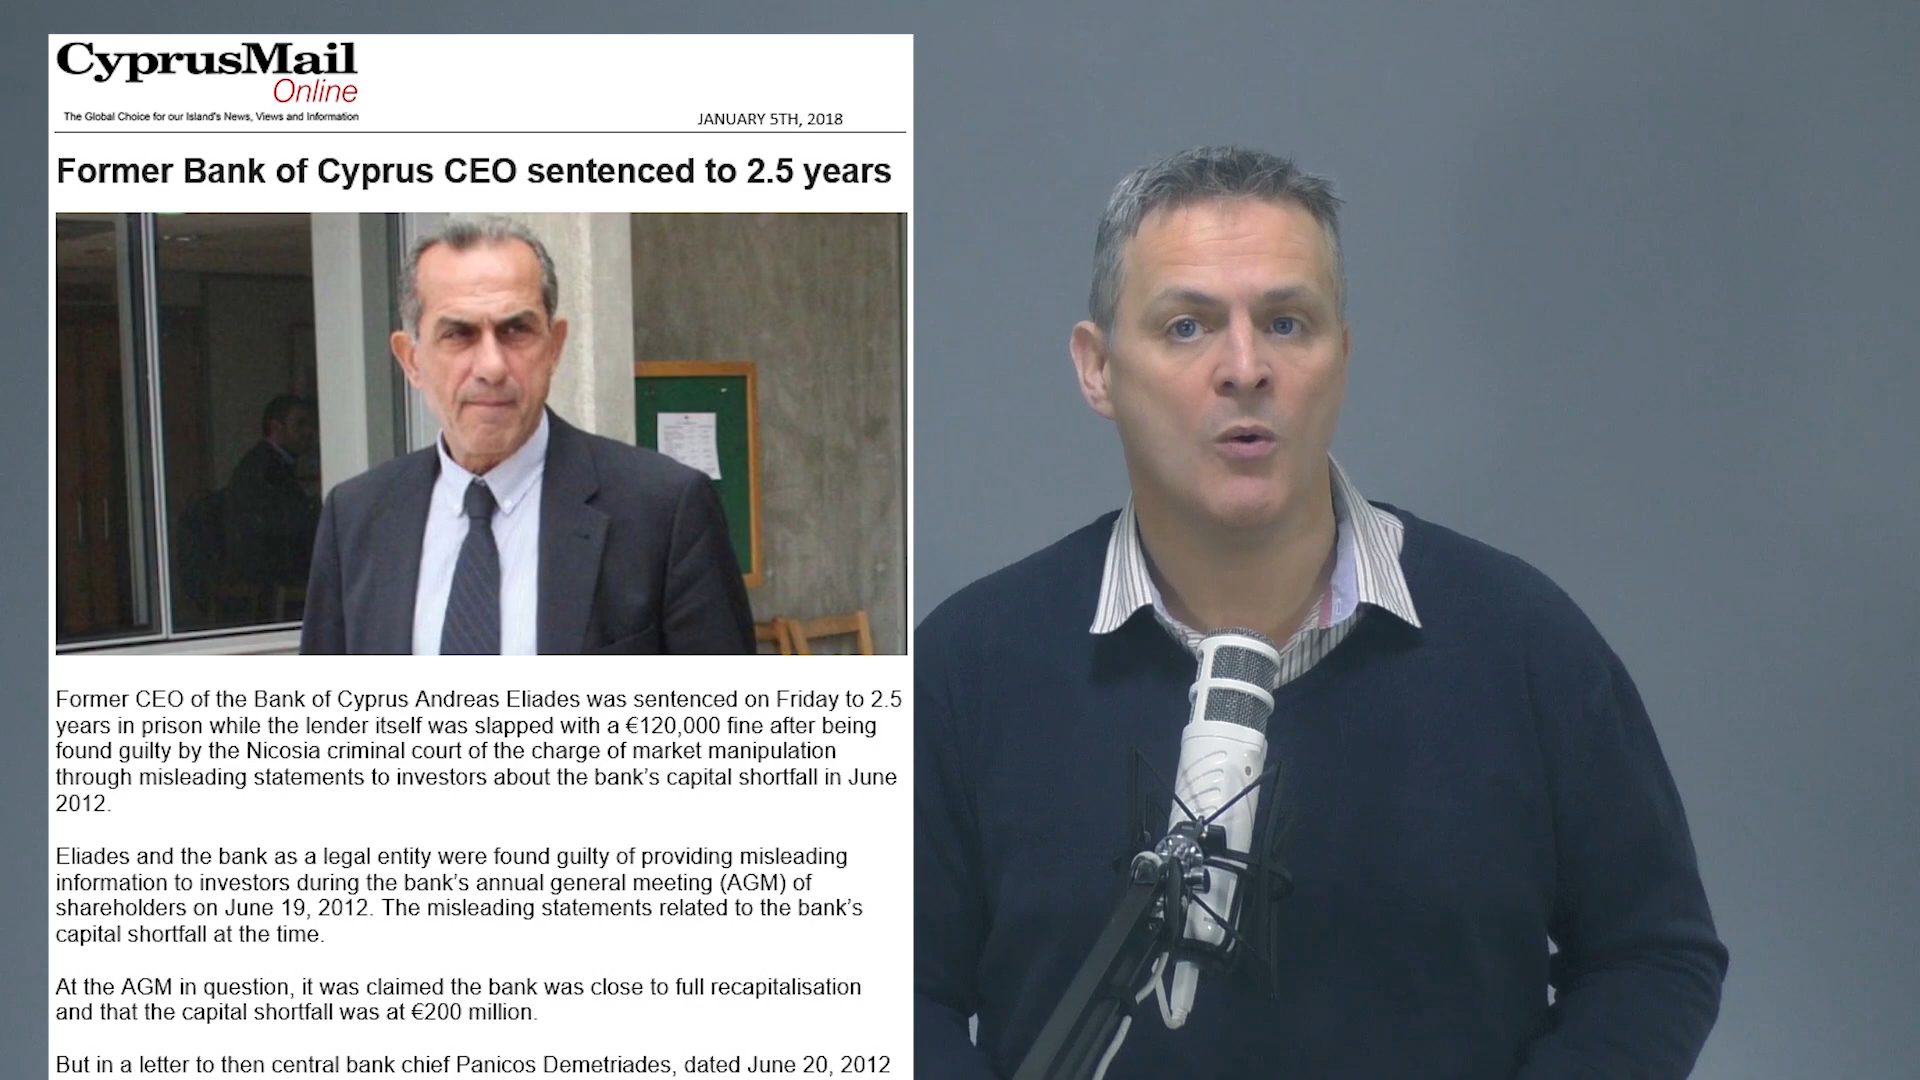 CyprusMail
Online
The Global Choice for our Island's News, Views and Information
JANUARY 5TH, 2018
Former Bank of Cyprus CEO sentenced to 2.5 years
Former CEO of the Bank of Cyprus Andreas Eliades was sentenced on Friday to 2.5
years in prison while the lender itself was slapped with a €120,000 fine after being
found guilty by the Nicosia criminal court of the charge of market manipulation
through misleading statements to investors about the bank's capital shortfall in June
2012.
Eliades and the bank as a legal entity were found guilty of providing misleading
information to investors during the bank's annual general meeting (AGM) of
shareholders on June 19, 2012. The misleading statements related to the bank's
capital shortfall at the time.
At the AGM in question, it was claimed the bank was close to full recapitalisation
and that the capital shortfall was at €200 million.
But in a letter to then central bank chief Panicos Demetriades, dated June 20, 2012